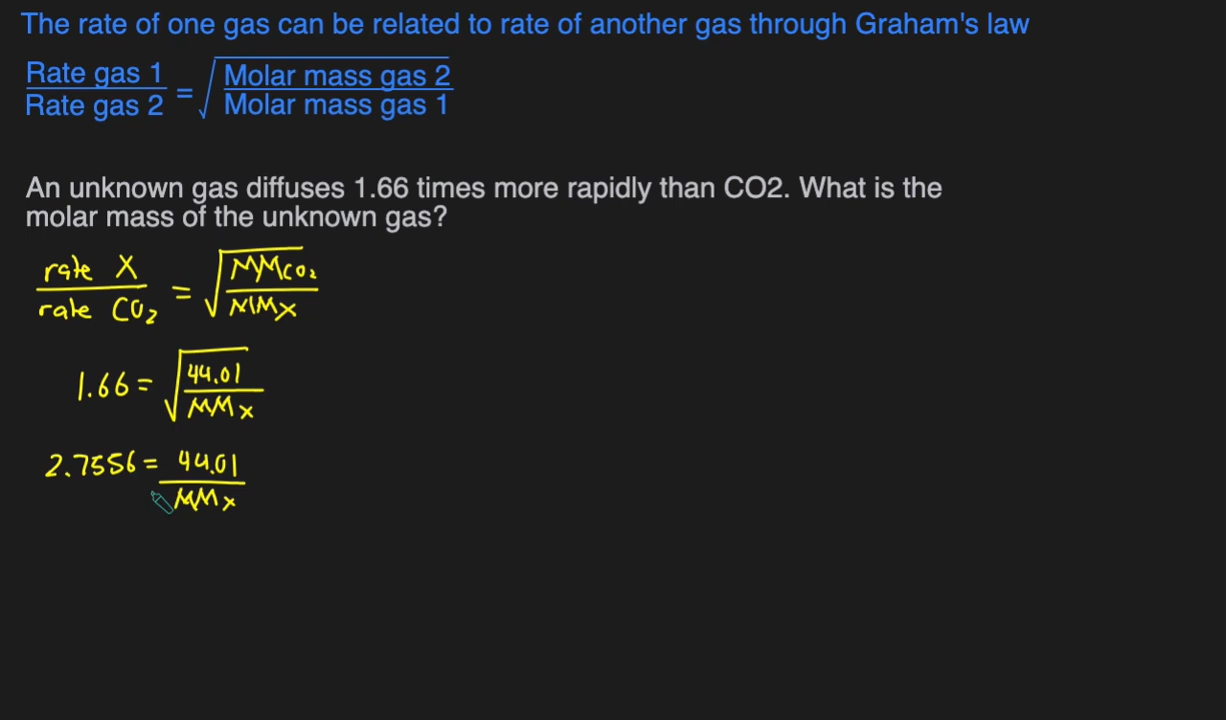 The rate of one gas can be related to rate of another gas through Graham's law
Rate gas 1
Rate gas 2
=
√
Molar mass gas 2
Molar mass gas 1
An unknown gas diffuses 1.66 times more rapidly than CO2. What is the
molar mass of the unknown gas?
rate X
rate CO₂
=
√
MMCO₂
MMX
1.66 =
√
44.01
MMX
2.7556 =
44.01
MMX